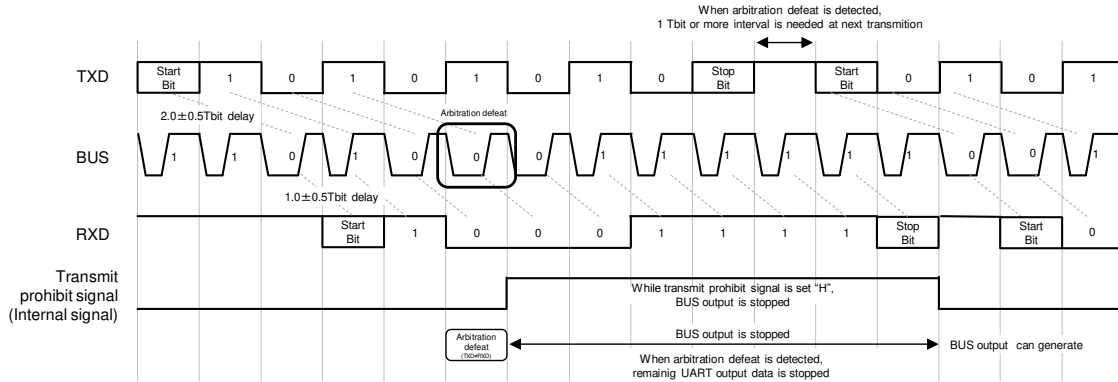 When arbitration defeat is detected,
1 Tbit or more interval is needed at next transmition
TXD
Start
Bit
1
0
1
0
1
0
1
0
Stop
Bit
Start
Bit
0
1
0
1
2.0±0.5Tbit delay
Arbitration defeat
BUS
1
1
0
1
0
0
0
1
1
1
1
1
1
0
0
1
1.0±0.5Tbit delay
RXD
Start
Bit
1
0
0
0
1
1
1
1
Stop
Bit
Start
Bit
0
Transmit
prohibit signal
(Internal signal)
While transmit prohibit signal is set “H”,
BUS output is stopped
Arbitration
defeat
(TXD≠RXD)
BUS output is stopped
BUS output can generate
When arbitration defeat is detected,
remainig UART output data is stopped